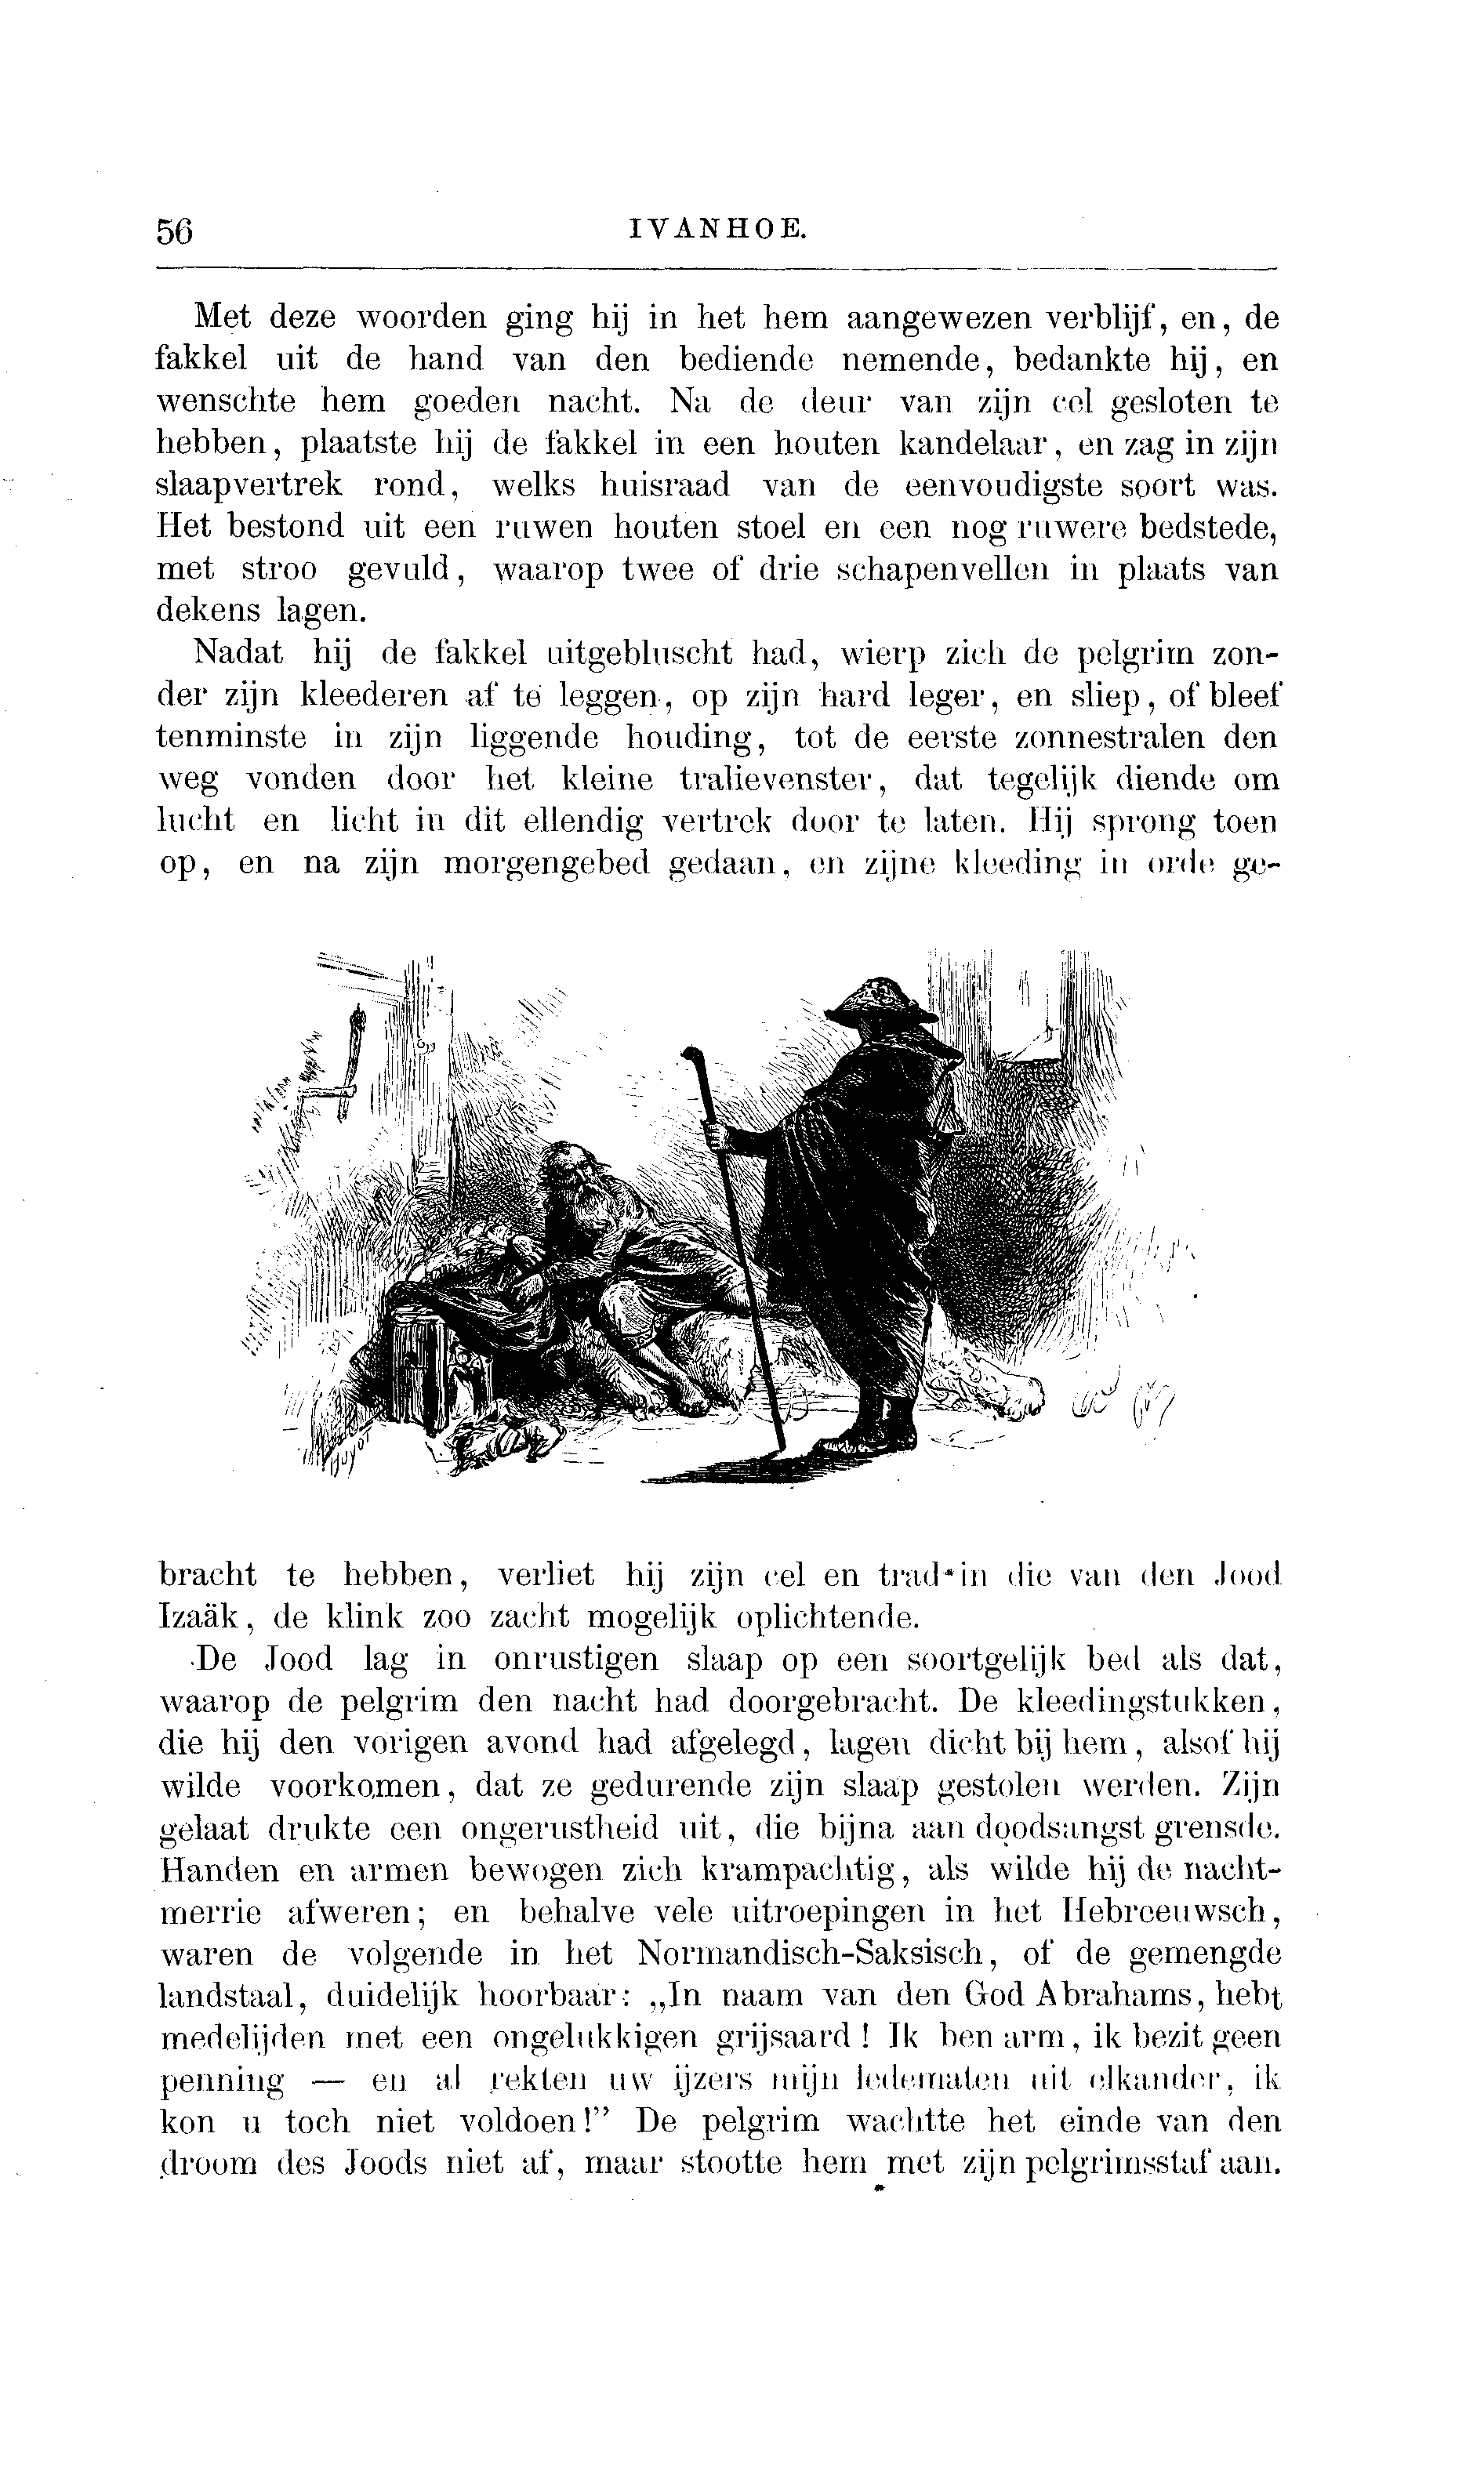 56
IVANHOE.
Met deze woorden ging hij in het hem aangewezen verblijf, en, de
fakkel uit de hand van den bediende nemende, bedankte hij, en
wenschte hem goeden nacht. Na de deur van zijn cel gesloten te
hebben, plaatste hij de fakkel in een houten kandelaar, en zag in zijn
slaapvertrek rond, welks huisraad van de eenvoudigste soort was.
Het bestond uit een ruwen houten stoel en een nog ruwere bedstede,
met stroo gevuld, waarop twee of drie schapenvellen in plaats van
dekens lagen.
Nadat hij de fakkel uitgebluscht had, wierp zich de pelgrim zon-
der zijn kleederen af te leggen, op zijn hard leger, en sliep, of bleef
tenminste in zijn liggende houding, tot de eerste zonnestralen den
weg vonden door het kleine tralievenster, dat tegelijk diende om
lucht en licht in dit ellendig vertrek door te laten. Hij sprong toen
op, en na zijn morgengebed gedaan, en zijne kleeding in orde ge-
bracht te hebben, verliet hij zijn cel en trad in die van den Jood
Izaäk, de klink zoo zacht mogelijk oplichtende.
De Jood lag in onrustigen slaap op een soortgelijk bed als dat,
waarop de pelgrim den nacht had doorgebracht. De kleedingstukken,
die hij den vorigen avond had afgelegd, lagen dicht bij hem, alsof hij
wilde voorkomen, dat ze gedurende zijn slaap gestolen werden. Zijn
gelaat drukte een ongerustheid uit, die bijna aan doodsangst grensde.
Handen en armen bewogen zich krampachtig, als wilde hij de nacht-
merrie afweren; en behalve vele uitroepingen in het Hebreeuwsch,
waren de volgende in het Normandisch-Saksisch, of de gemengde
landstaal, duidelijk hoorbaar: „In naam van den God Abrahams, hebt
medelijden met een ongelukkigen grijsaard! Ik ben arm, ik bezit geen
penning — en al rekten uw ijzers mijn ledematen uit elkander, ik
kon u toch niet voldoen!” De pelgrim wachtte het einde van den
droom des Joods niet af, maar stootte hem met zijn pelgrimsstaf aan.